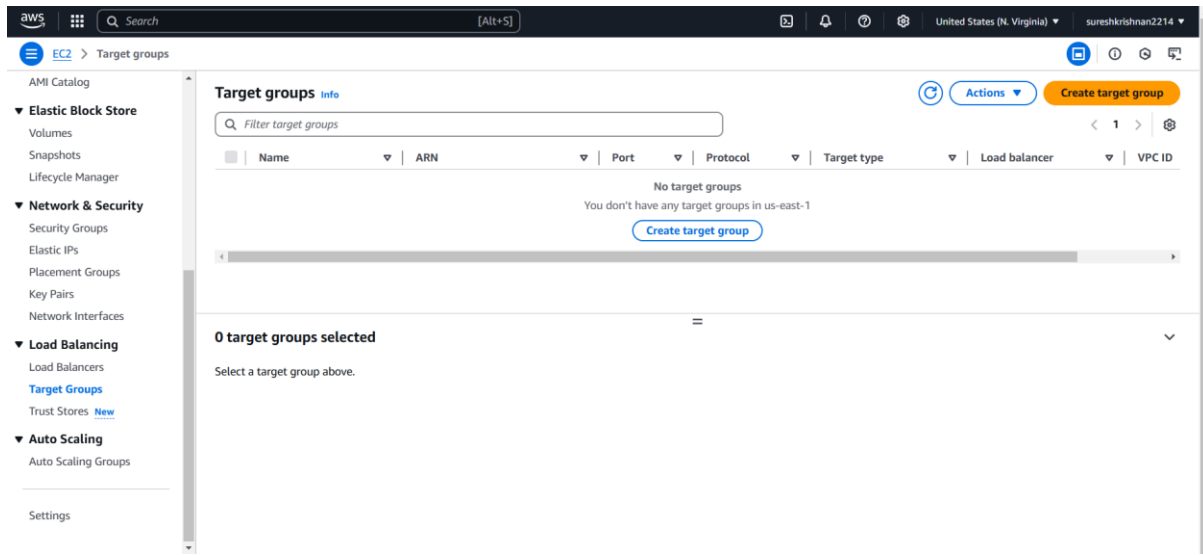 aws
Search
[Alt+S]
United States (N. Virginia)
sureshkrishnan2214
EC2 > Target groups
AMI Catalog
Elastic Block Store
Volumes
Snapshots
Lifecycle Manager
Network & Security
Security Groups
Elastic IPs
Placement Groups
Key Pairs
Network Interfaces
Load Balancing
Load Balancers
Target Groups
Trust Stores New
Auto Scaling
Auto Scaling Groups
Settings
Target groups Info
Actions
Create target group
Filter target groups
< 1 >
Name ARN Port Protocol Target type Load balancer VPC ID
No target groups
You don't have any target groups in us-east-1
Create target group
0 target groups selected
Select a target group above.